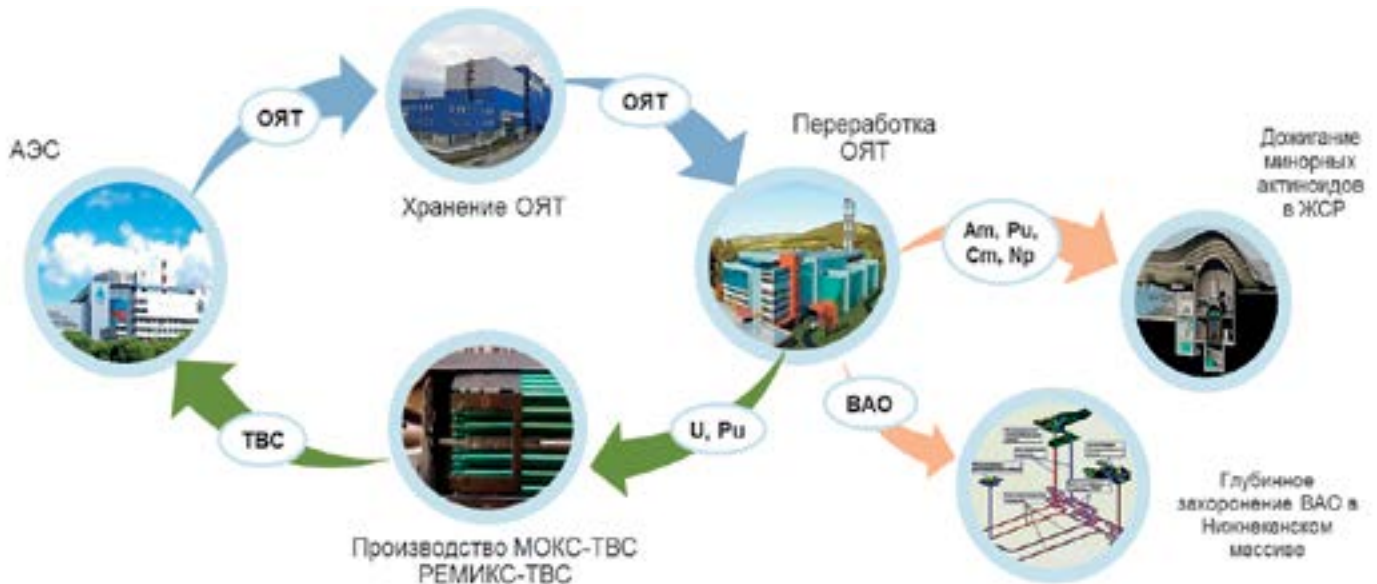 АЭС
ОЯТ
Хранение ОЯТ
ОЯТ
Переработка
ОЯТ
Am, Pu,
Cm, Np
Дожигание
минорных
актиноидов
в ЖСР
ВАО
Глубинное
захоронение ВАО в
Нижнеканском
массиве
U, Pu
Производство МОКС-ТВС
РЕМИКС-ТВС
ТВС